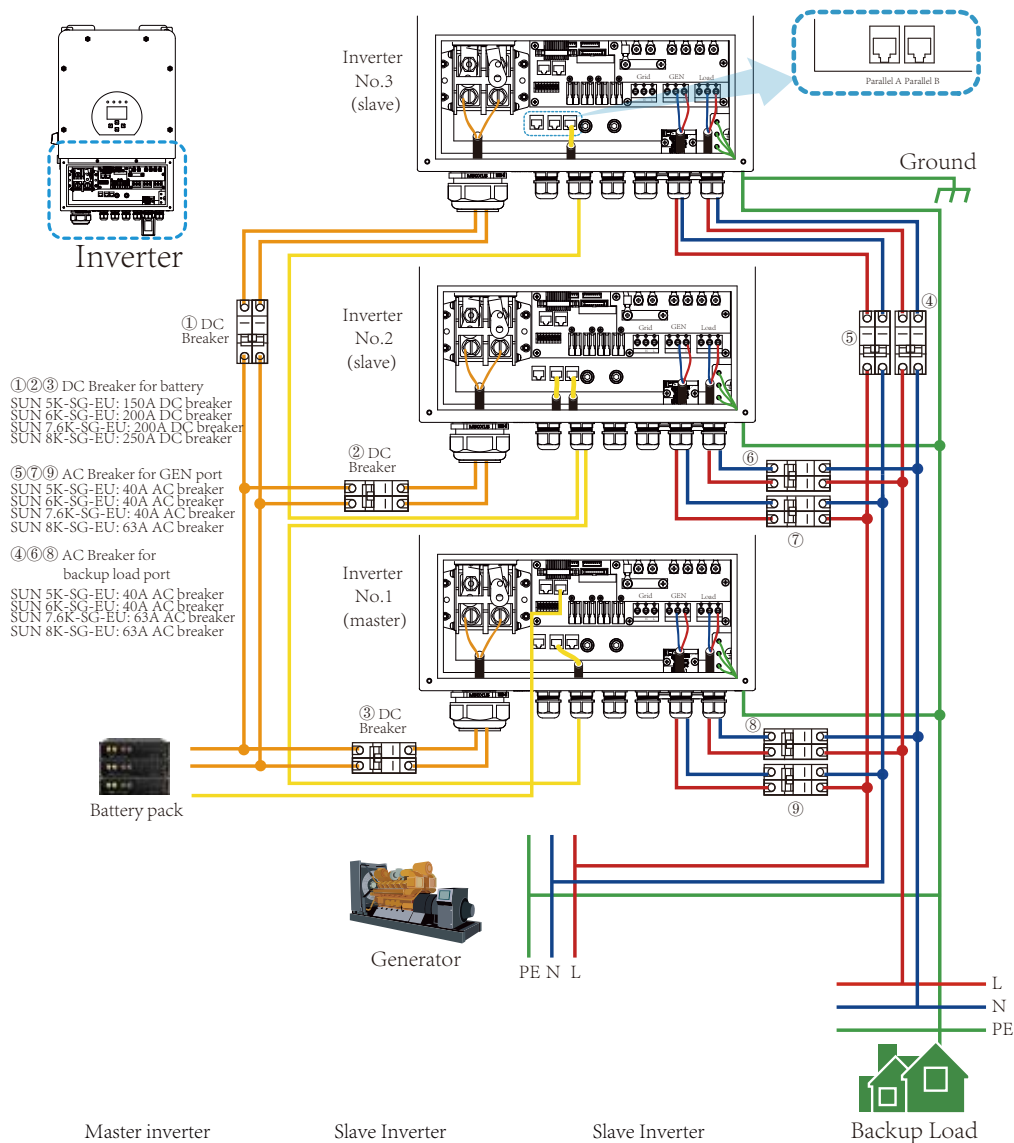 Parallel A Parallel B
Inverter
No.3
(slave)
Grid
GEN
Load
Ground
Inverter
① DC
Breaker
Inverter
No.2
(slave)
Grid
GEN
Load
④
⑤
①②③ DC Breaker for battery
SUN 5K-SG-EU: 150A DC breaker
SUN 6K-SG-EU: 200A DC breaker
SUN 7.6K-SG-EU: 200A DC breaker
SUN 8K-SG-EU: 250A DC breaker
② DC
Breaker
⑥
⑦
⑤⑦⑨ AC Breaker for GEN port
SUN 5K-SG-EU: 40A AC breaker
SUN 6K-SG-EU: 40A AC breaker
SUN 7.6K-SG-EU: 40A AC breaker
SUN 8K-SG-EU: 63A AC breaker
④⑥⑧ AC Breaker for
backup load port
SUN 5K-SG-EU: 40A AC breaker
SUN 6K-SG-EU: 40A AC breaker
SUN 7.6K-SG-EU: 63A AC breaker
SUN 8K-SG-EU: 63A AC breaker
Inverter
No.1
(master)
Grid
GEN
Load
③ DC
Breaker
⑧
⑨
Battery pack
Generator
PE N L
L
N
PE
Backup Load
Master inverter
Slave Inverter
Slave Inverter